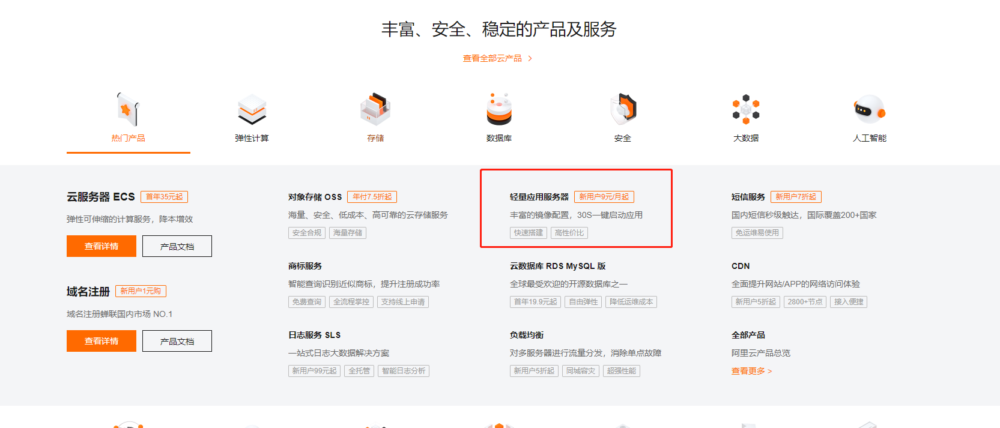 丰富、安全、稳定的产品及服务
查看全部云产品 >
热门产品
弹性计算
存储
数据库
安全
大数据
人工智能
云服务器 ECS 首年35元起
弹性可伸缩的计算服务，降本增效
查看详情 产品文档
域名注册 新用户1元购
域名注册蝉联国内市场 NO.1
查看详情 产品文档
对象存储 OSS 年付7.5折起
海量、安全、低成本、高可靠的云存储服务
安全合规 海量存储
轻量应用服务器 新用户9元/月起
丰富的镜像配置，30S一键启动应用
快速搭建 高性价比
短信服务 新用户7折起
国内短信秒级触达，国际覆盖200+国家
免运维易使用
商标服务
智能查询识别近似商标，提升注册成功率
免费查询 全流程掌控 支持线上申请
云数据库 RDS MySQL 版
全球最受欢迎的开源数据库之一
首年19.9元起 自由弹性 降低运维成本
CDN
全面提升网站/APP的网络访问体验
新用户5折起 2800+节点 接入便捷
日志服务 SLS
一站式日志大数据解决方案
新用户99元起 全托管 智能日志分析
负载均衡
对多服务器进行流量分发，消除单点故障
新用户5折起 同城容灾 超强性能
全部产品
阿里云产品总览
查看更多 >